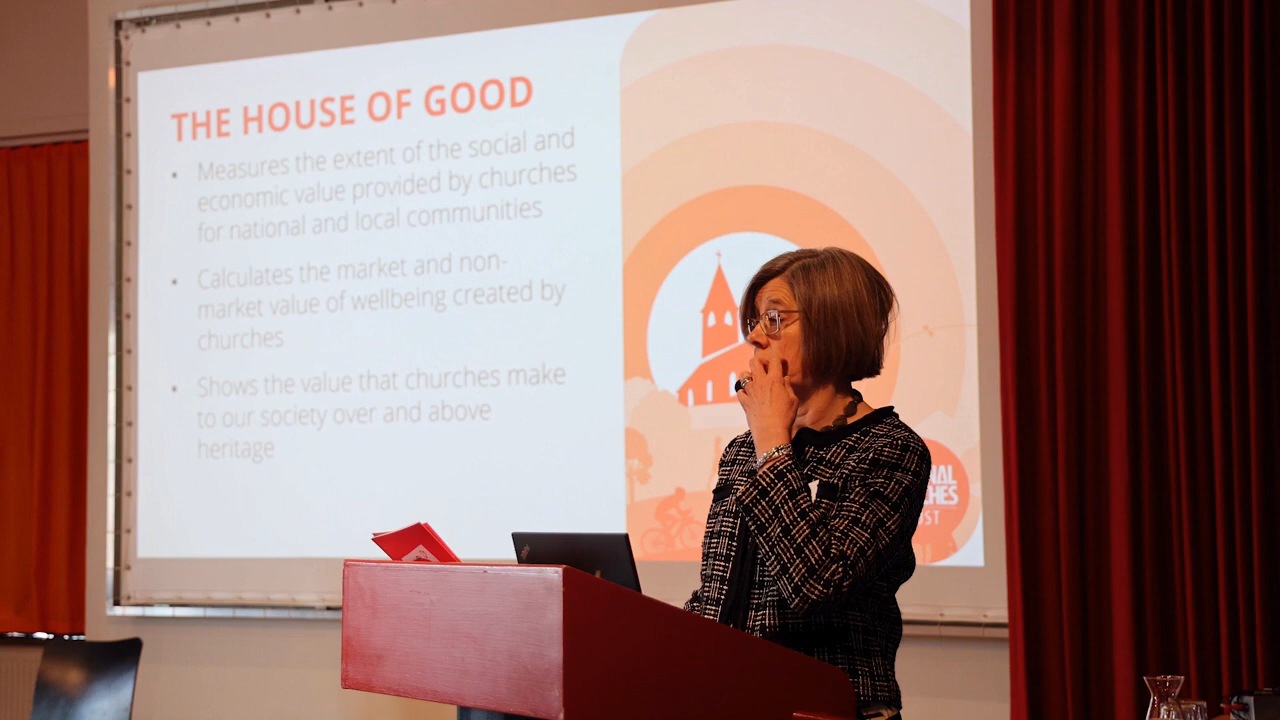 THE HOUSE OF GOOD
• Measures the extent of the social and
economic value provided by churches
for national and local communities
• Calculates the market and non-
market value of wellbeing created by
churches
• Shows the value that churches make
to our society over and above
heritage